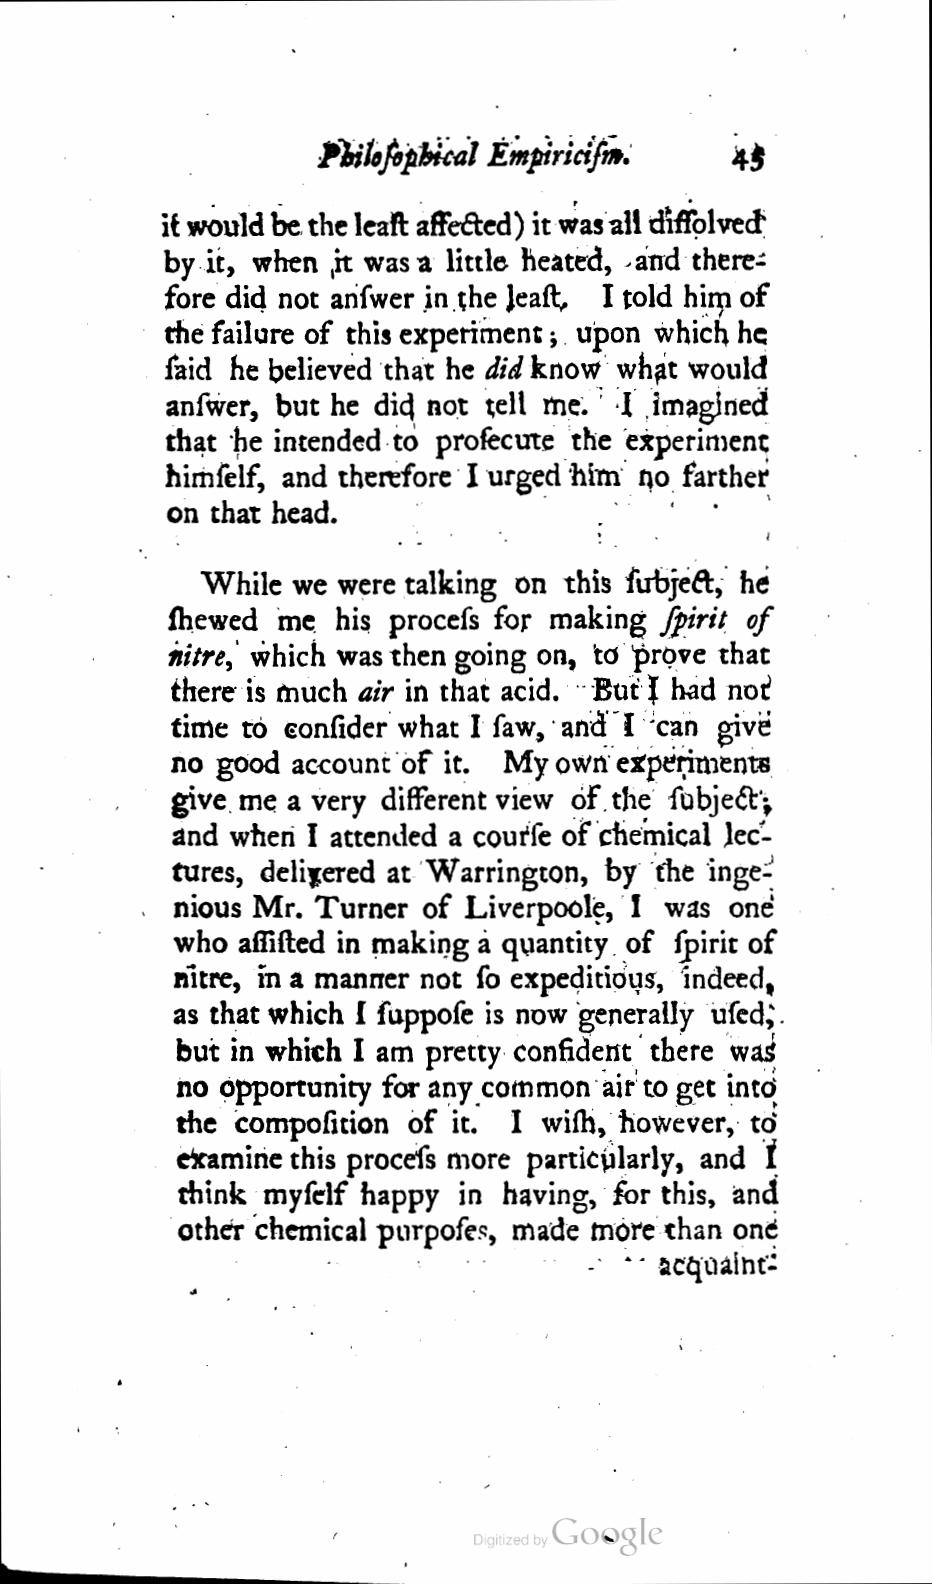 Philoſophical Empiriciſm. 45
it would be the leaſt affected) it was all diſſolved
by it, when it was a little heated, and there-
fore did not anſwer in the leaſt. I told him of
the failure of this experiment; upon which he
ſaid he believed that he did know what would
anſwer, but he did not tell me. I imagined
that he intended to proſecute the experiment
himſelf, and therefore I urged him no farther
on that head.
While we were talking on this ſubject, he
ſhewed me his proceſs for making ſpirit of
nitre, which was then going on, to prove that
there is much air in that acid. But I had not
time to conſider what I ſaw, and I can give
no good account of it. My own experiments
give me a very different view of the ſubject;
and when I attended a courſe of chemical lec-
tures, delivered at Warrington, by the inge-
nious Mr. Turner of Liverpoole, I was one
who aſſiſted in making a quantity of ſpirit of
nitre, in a manner not ſo expeditious, indeed,
as that which I ſuppoſe is now generally uſed;
but in which I am pretty confident there was
no opportunity for any common air to get into
the compoſition of it. I wiſh, however, to
examine this proceſs more particularly, and I
think myſelf happy in having, for this, and
other chemical purpoſes, made more than one
acquaint-
Digitized by Google